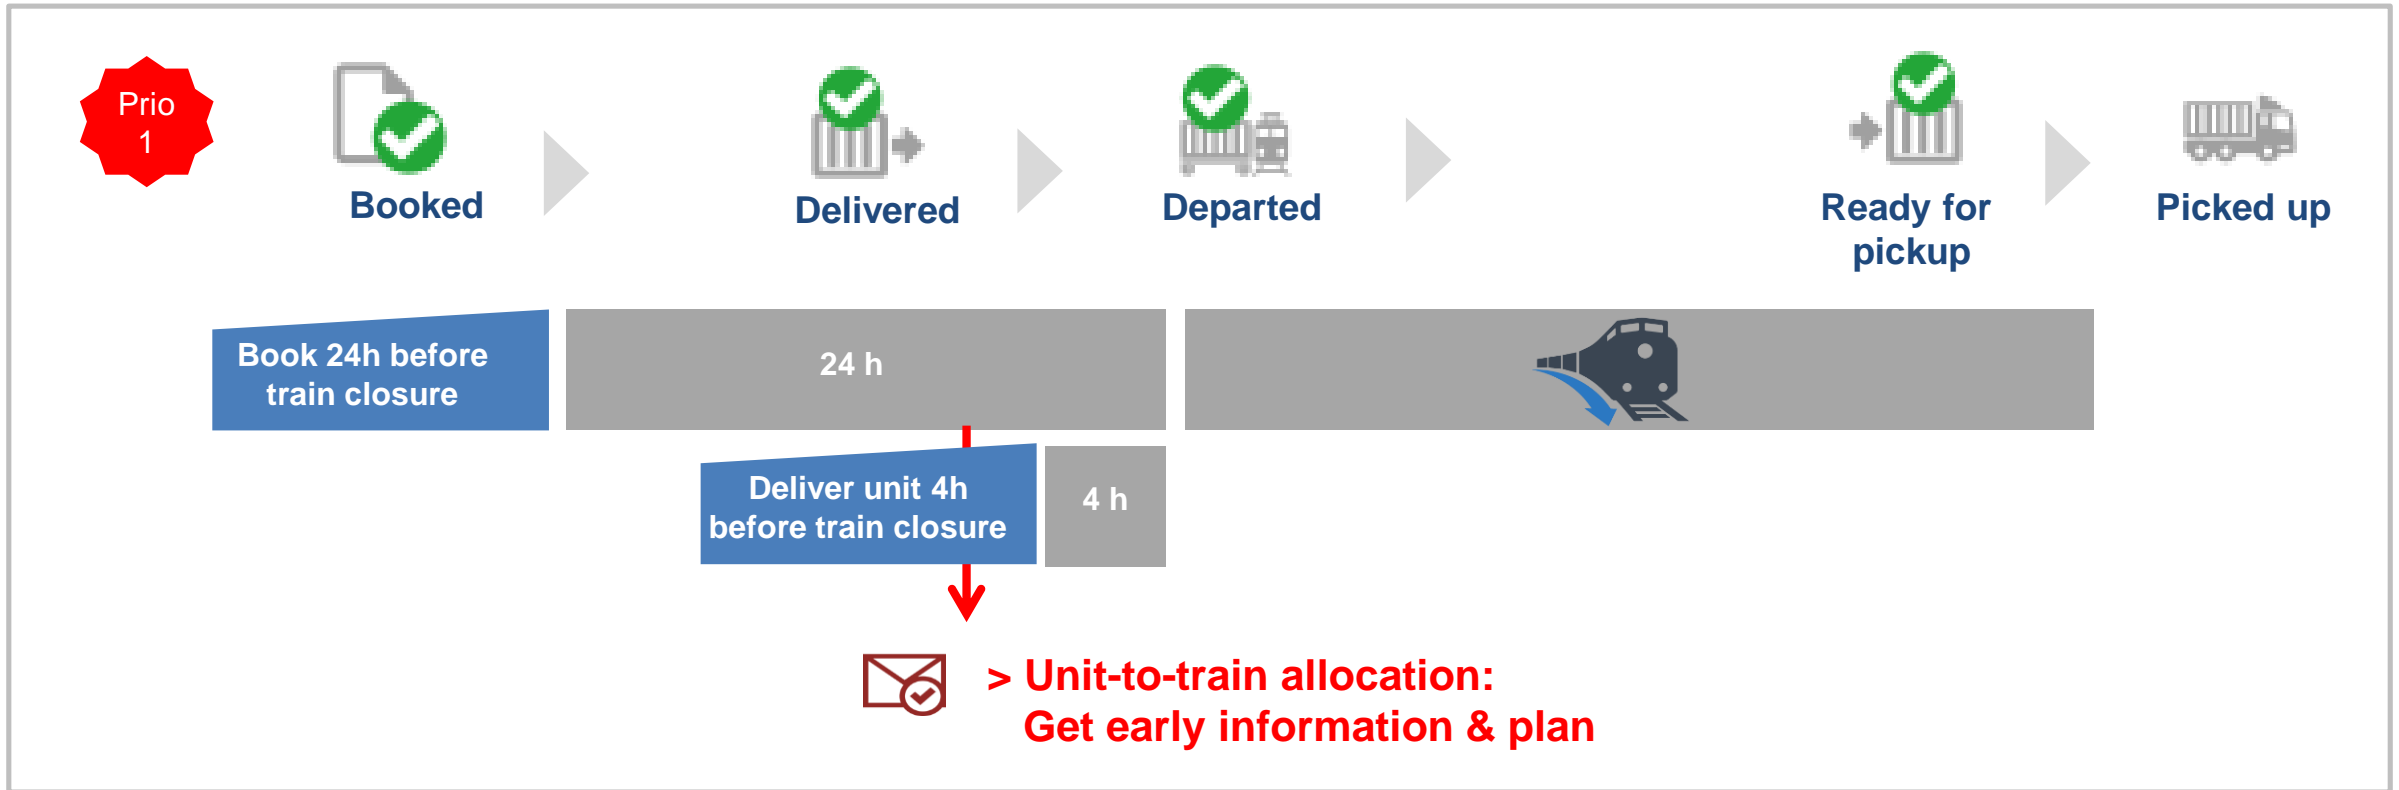 Prio
1
Booked
Delivered
Departed
Ready for
pickup
Picked up
Book 24h before
train closure
24 h
Deliver unit 4h
before train closure
4 h
> Unit-to-train allocation:
Get early information & plan